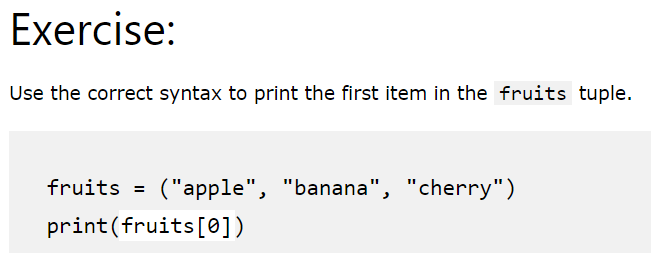 Exercise:
Use the correct syntax to print the first item in the fruits tuple.
fruits = ("apple", "banana", "cherry")
print(fruits[0])